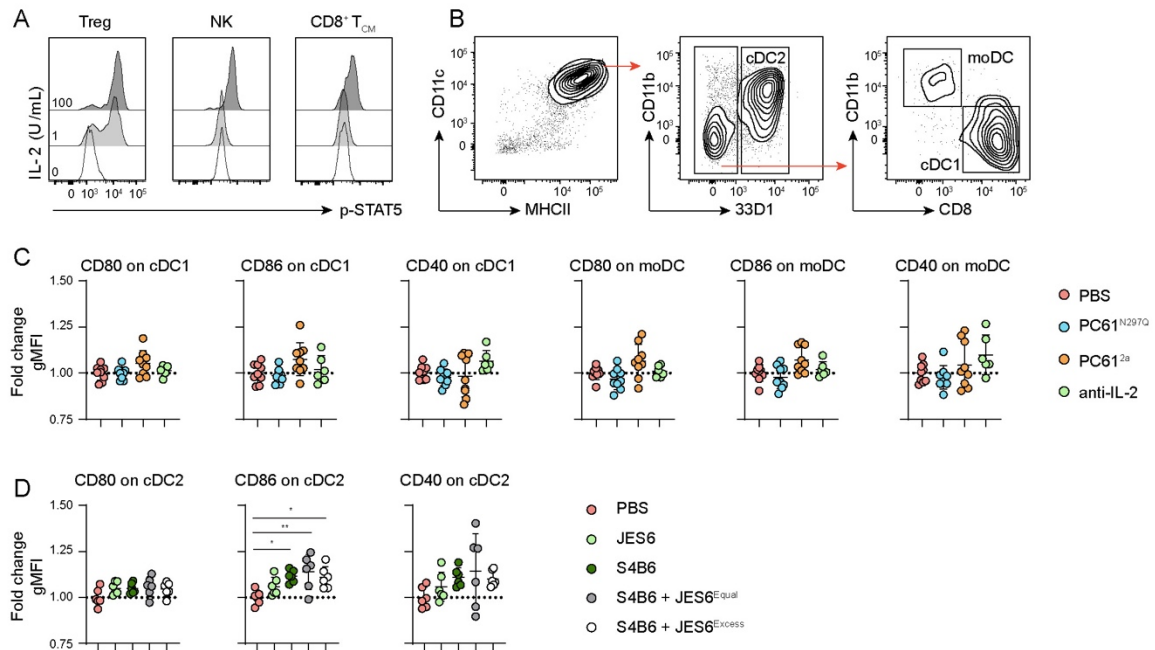 A
Treg
NK
CD8⁺ T_CM
IL- 2 (U /mL)
100
1
0
0 10³ 10⁴ 10⁵
p-STAT5
B
CD11c
10⁵
10⁴
10³
0
0 10⁴ 10⁵
MHCII
CD11b
10⁵
10⁴
10³
0
cDC2
0 10³ 10⁴ 10⁵
33D1
CD11b
10⁵
10⁴
10³
0
moDC
cDC1
0 10³ 10⁴ 10⁵
CD8
C
CD80 on cDC1
CD86 on cDC1
CD40 on cDC1
CD80 on moDC
CD86 on moDC
CD40 on moDC
Fold change
gMFI
1.50
1.25
1.00
0.75
PBS
PC61^N297Q
PC61^2a
anti-IL-2
D
CD80 on cDC2
CD86 on cDC2
CD40 on cDC2
Fold change
gMFI
1.50
1.25
1.00
0.75
*
**
*
PBS
JES6
S4B6
S4B6 + JES6^Equal
S4B6 + JES6^Excess